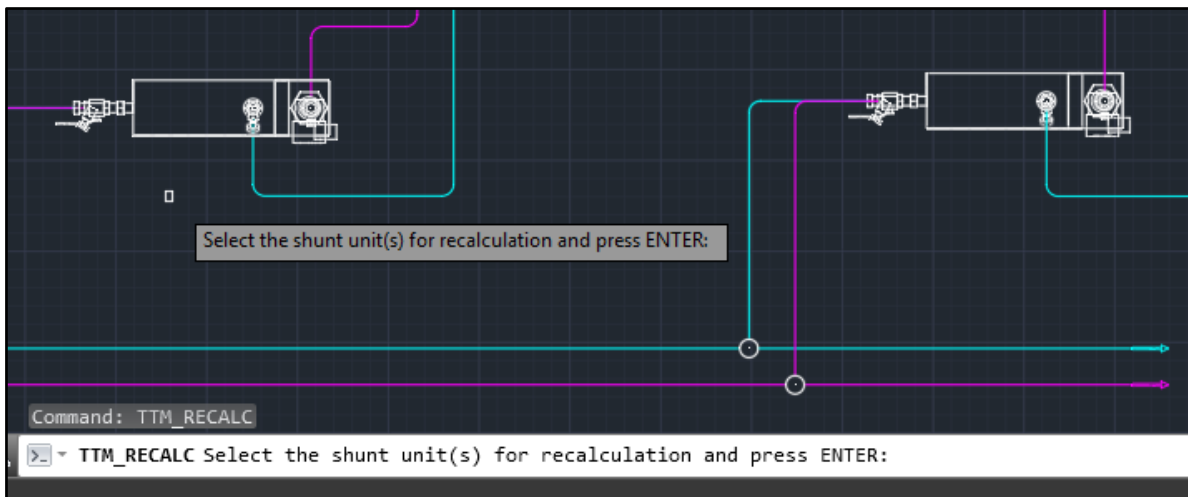 Select the shunt unit(s) for recalculation and press ENTER:
Command: TTM_RECALC
TTM_RECALC Select the shunt unit(s) for recalculation and press ENTER: